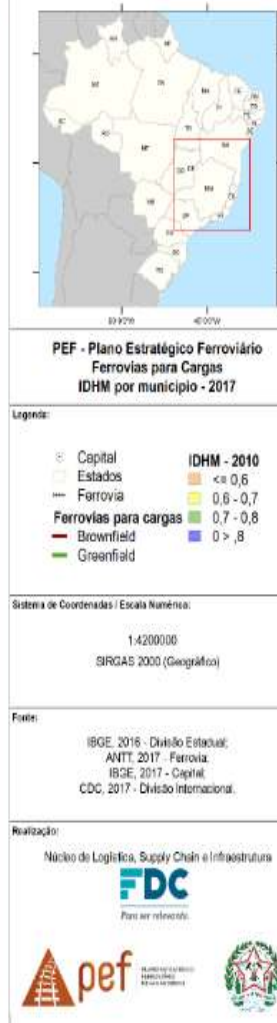 PEF - Plano Estratégico Ferroviário
Ferrovias para Cargas
IDHM por município - 2017
Legenda:
Capital
Estados
Ferrovia
Ferrovias para cargas
Brownfield
Greenfield
IDHM - 2010
<= 0,6
0,6 - 0,7
0,7 - 0,8
0 > ,8
Sistema de Coordenadas / Escala Numérica:
1:4200000
SIRGAS 2000 (Geográfico)
Fonte:
IBGE, 2016 - Divisão Estadual;
ANTT, 2017 - Ferrovia;
IBGE, 2017 - Capital;
CDC, 2017 - Divisão Internacional.
Realização:
Núcleo de Logística, Supply Chain e Infraestrutura
FDC
Para ser relevante.
pef